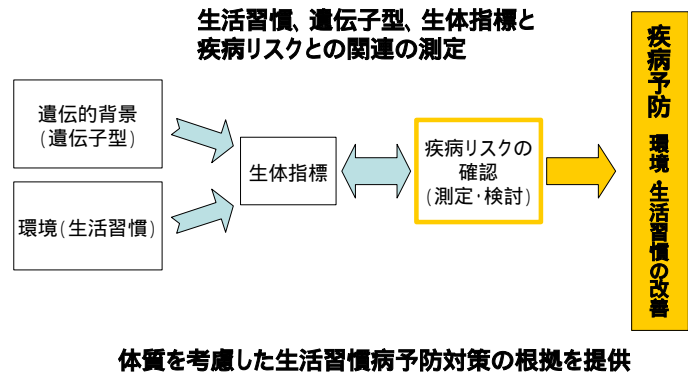 生活習慣、遺伝子型、生体指標と
疾病リスクとの関連の測定
遺伝的背景
(遺伝子型)
環境(生活習慣)
生体指標
疾病リスクの
確認
(測定・検討)
疾病予防
環境・生活習慣の改善
体質を考慮した生活習慣病予防対策の根拠を提供